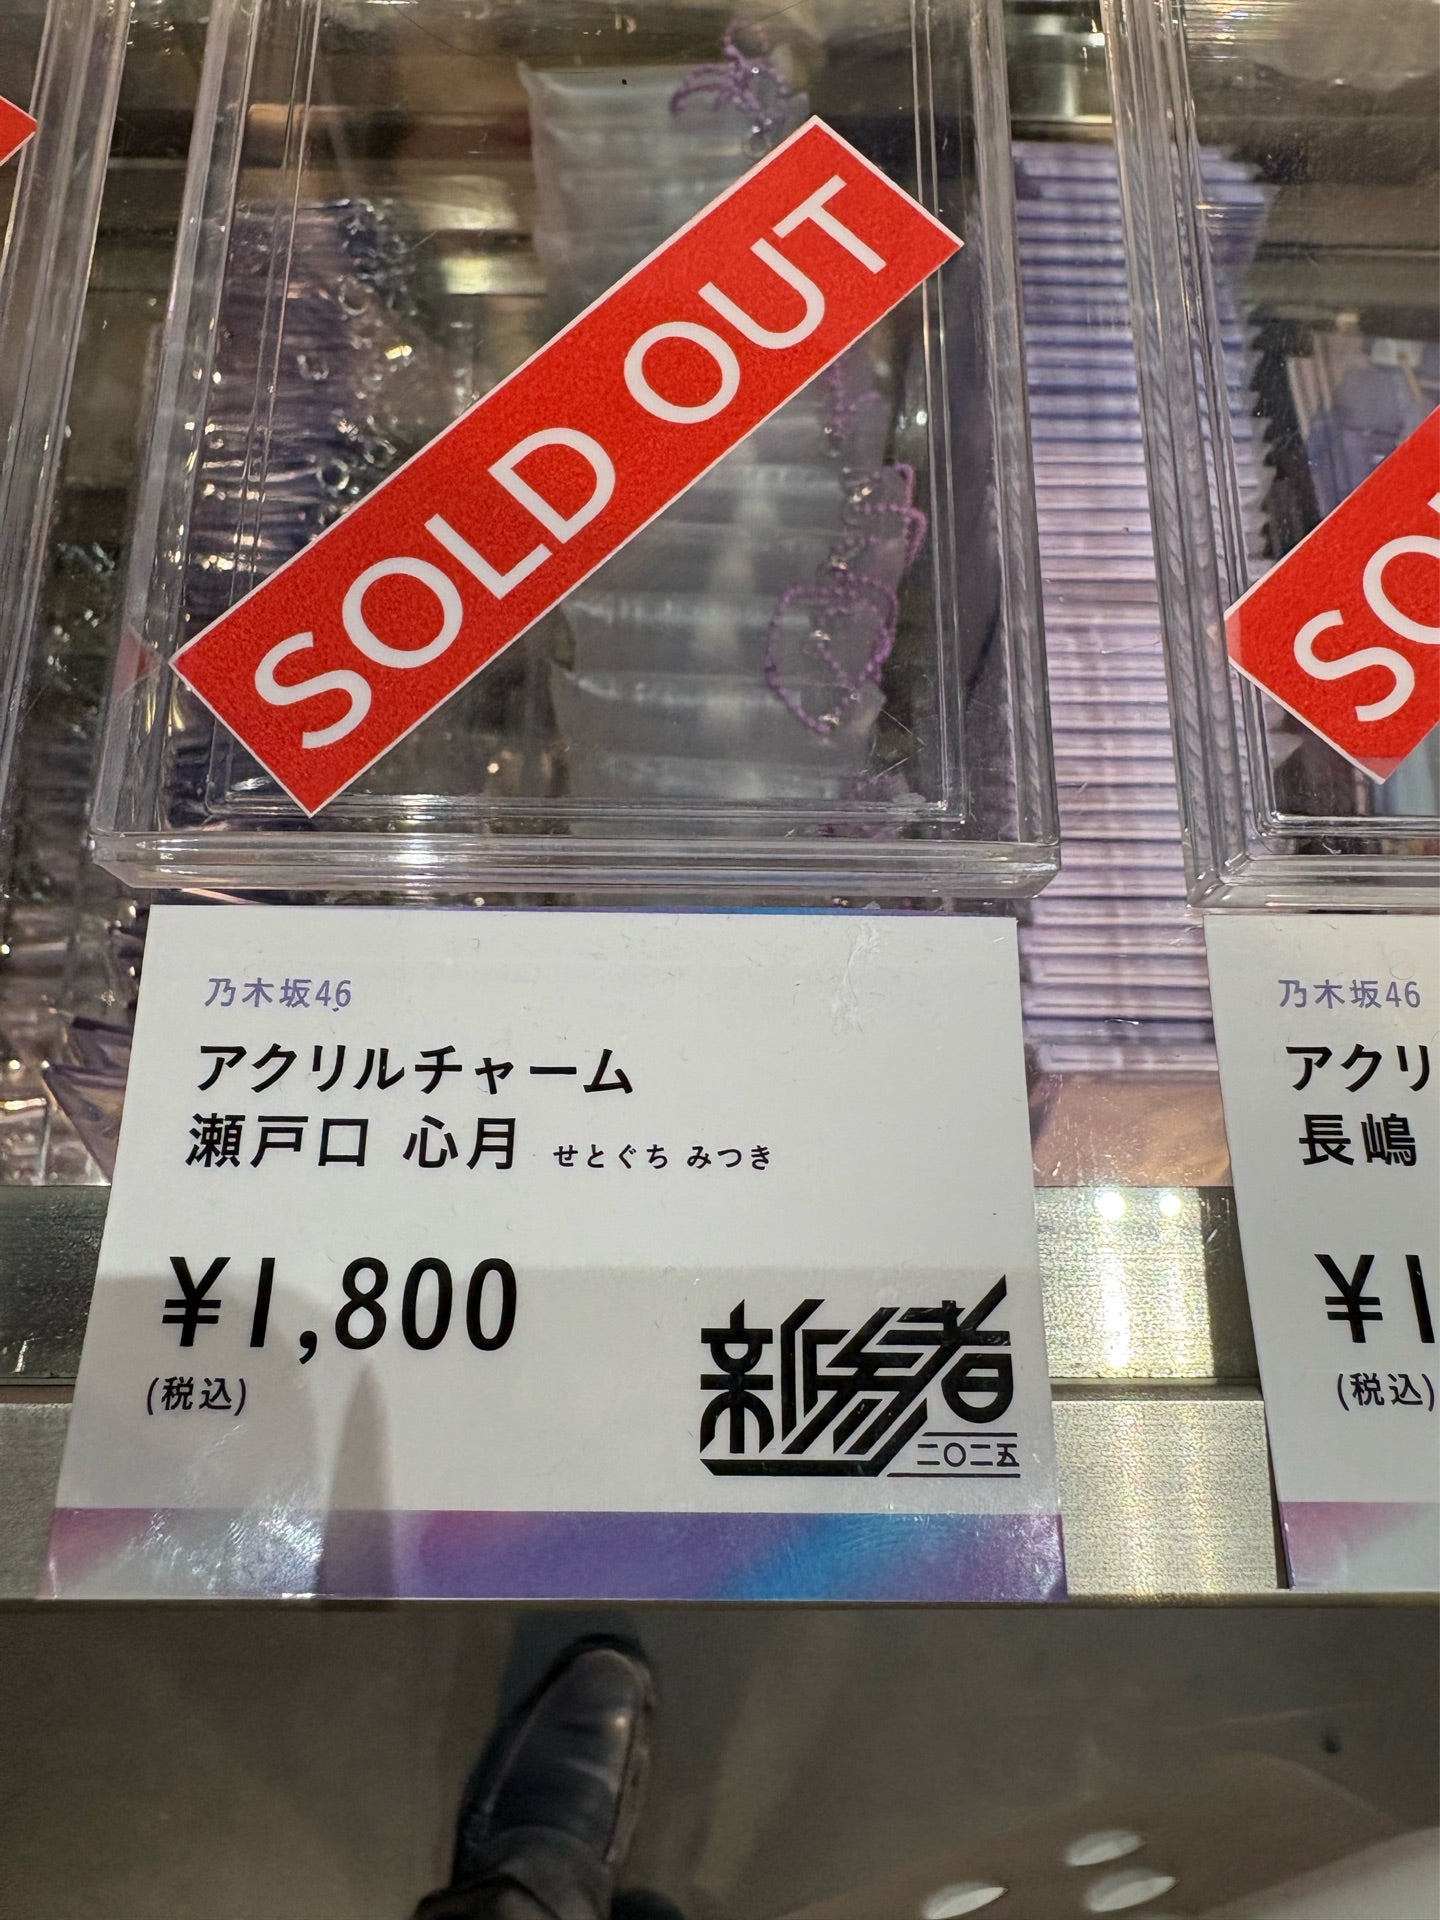 SOLD OUT
SO
乃木坂46
アクリルチャーム
瀬戸口 心月 せとぐち みつき
¥1,800
(税込)
新参者
二〇二五
乃木坂46
アクリ
長嶋
¥1
(税込)